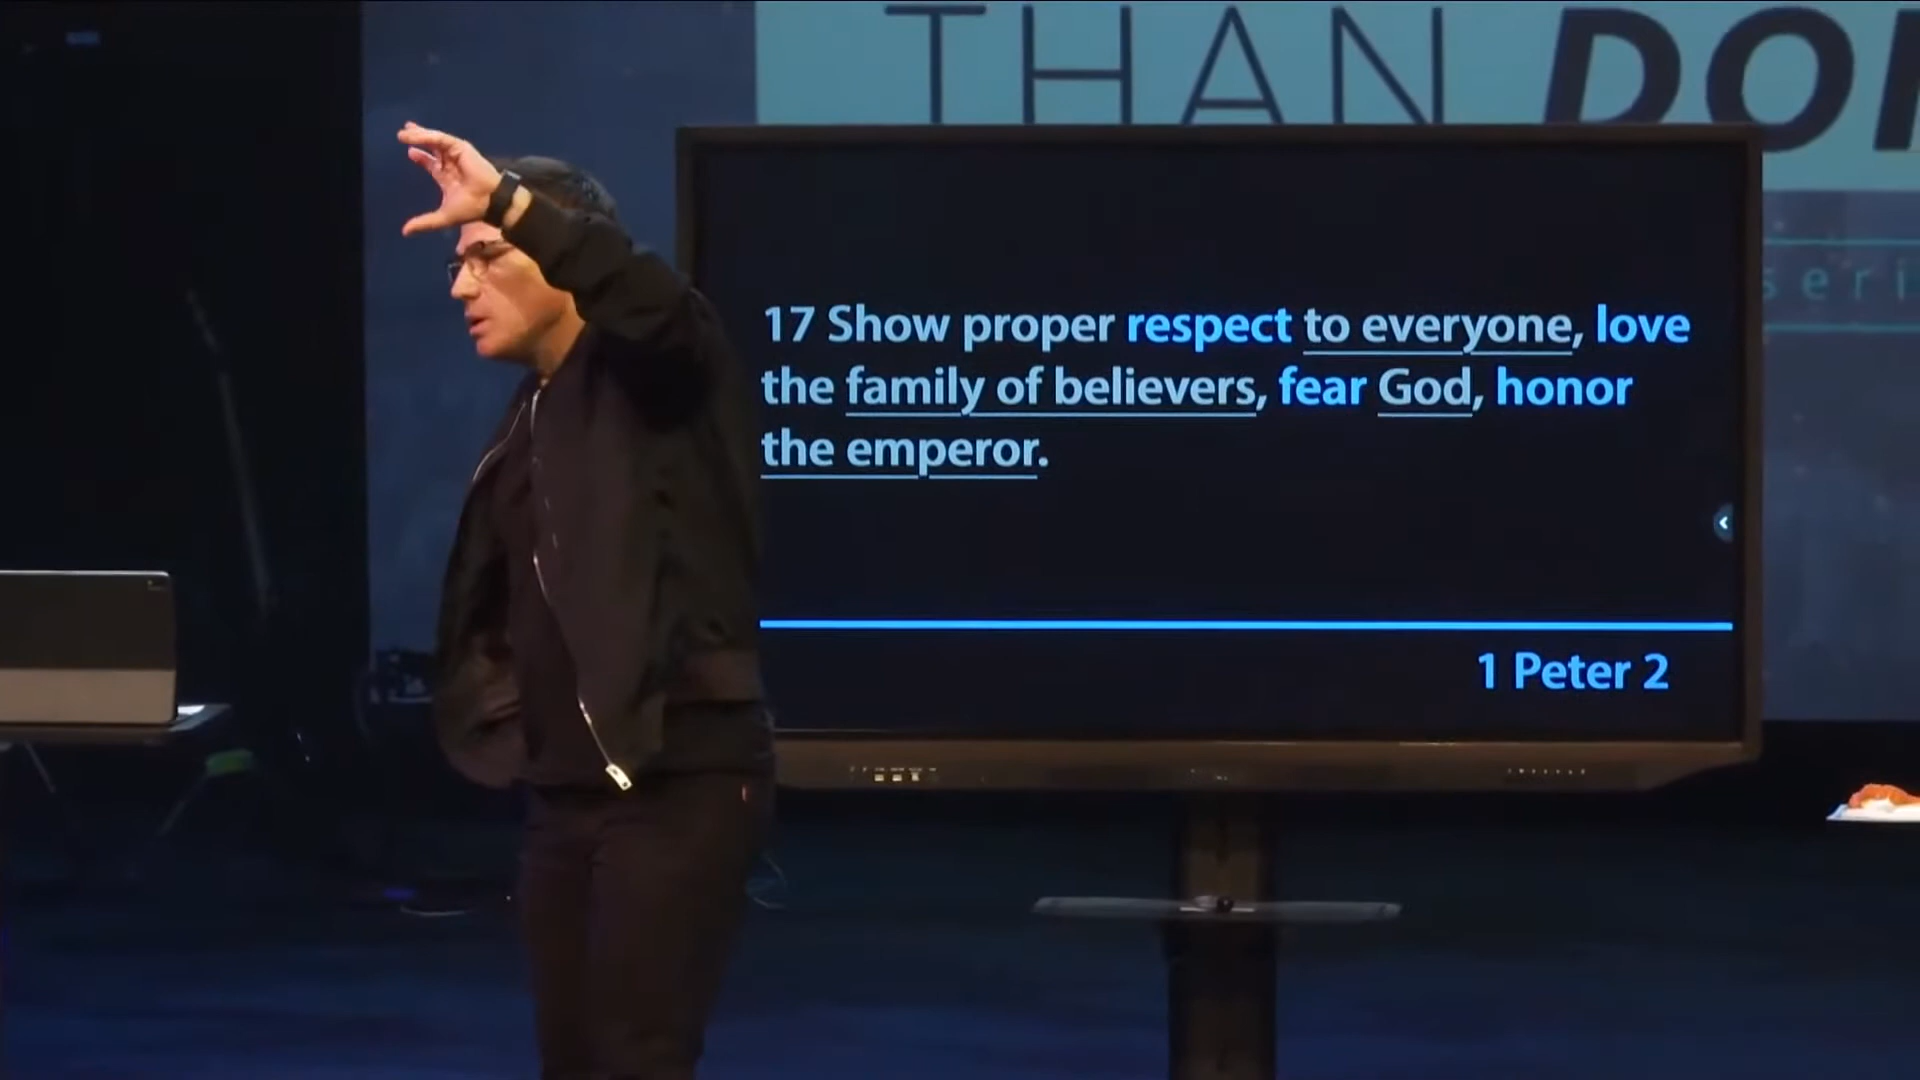 THAN
17 Show proper respect to everyone, love
the family of believers, fear God, honor
the emperor.
1 Peter 2